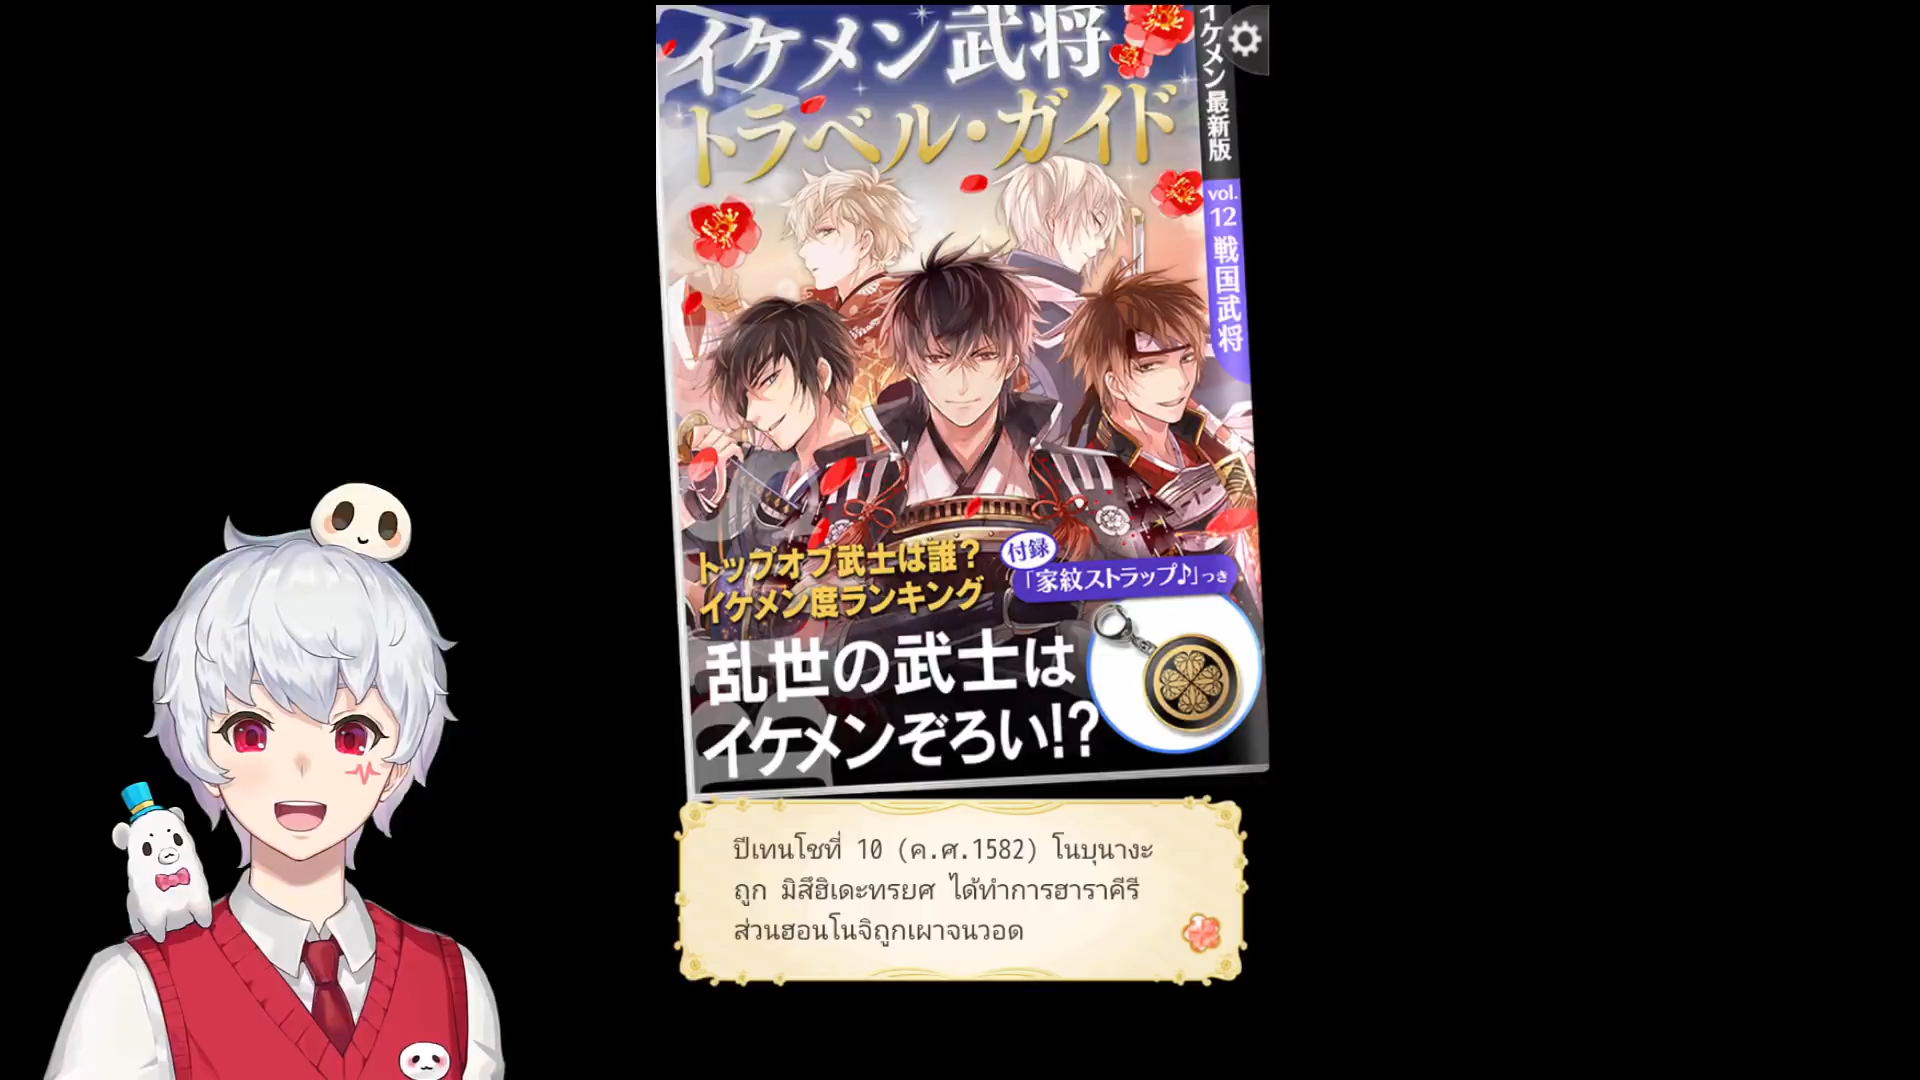 イケメン武将
トラベル・ガイド
イケメン最新版
vol.
12
戦国武将
トップオブ武士は誰?
イケメン度ランキング
付録
「家紋ストラップ♪」つき
乱世の武士は
イケメンぞろい!?
ปีเทนโชที่ 10 (ค.ศ.1582) โนบุนางะ
ถูก มิสึฮิเดะทรยศ ได้ทำการฮาราคีรี
ส่วนฮอนโนจิถูกเผาจนวอด